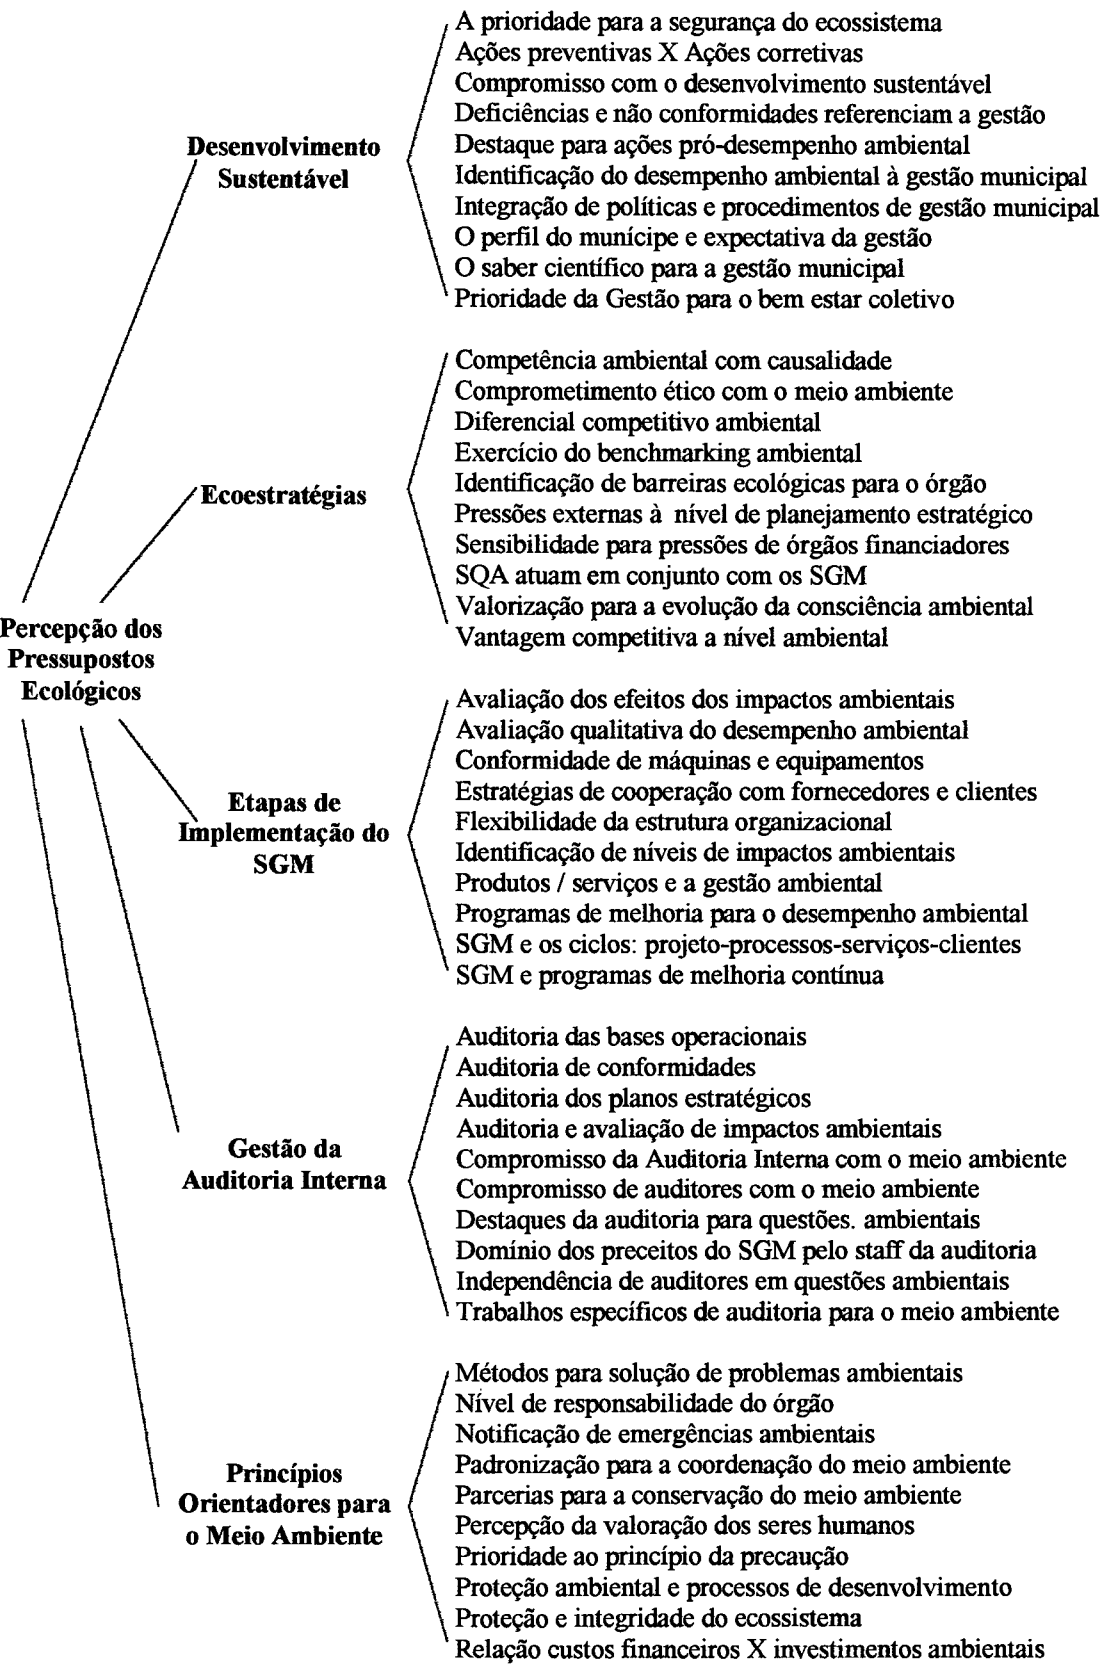 Percepção dos
Pressupostos
Ecológicos
Desenvolvimento
Sustentável
A prioridade para a segurança do ecossistema
Ações preventivas X Ações corretivas
Compromisso com o desenvolvimento sustentável
Deficiências e não conformidades referenciam a gestão
Destaque para ações pró-desempenho ambiental
Identificação do desempenho ambiental à gestão municipal
Integração de políticas e procedimentos de gestão municipal
O perfil do munícipe e expectativa da gestão
O saber científico para a gestão municipal
Prioridade da Gestão para o bem estar coletivo
Ecoestratégias
Competência ambiental com causalidade
Comprometimento ético com o meio ambiente
Diferencial competitivo ambiental
Exercício do benchmarking ambiental
Identificação de barreiras ecológicas para o órgão
Pressões externas à nível de planejamento estratégico
Sensibilidade para pressões de órgãos financiadores
SQA atuam em conjunto com os SGM
Valorização para a evolução da consciência ambiental
Vantagem competitiva a nível ambiental
Etapas de
Implementação do
SGM
Avaliação dos efeitos dos impactos ambientais
Avaliação qualitativa do desempenho ambiental
Conformidade de máquinas e equipamentos
Estratégias de cooperação com fornecedores e clientes
Flexibilidade da estrutura organizacional
Identificação de níveis de impactos ambientais
Produtos / serviços e a gestão ambiental
Programas de melhoria para o desempenho ambiental
SGM e os ciclos: projeto-processos-serviços-clientes
SGM e programas de melhoria contínua
Gestão da
Auditoria Interna
Auditoria das bases operacionais
Auditoria de conformidades
Auditoria dos planos estratégicos
Auditoria e avaliação de impactos ambientais
Compromisso da Auditoria Interna com o meio ambiente
Compromisso de auditores com o meio ambiente
Destaques da auditoria para questões. ambientais
Domínio dos preceitos do SGM pelo staff da auditoria
Independência de auditores em questões ambientais
Trabalhos específicos de auditoria para o meio ambiente
Princípios
Orientadores para
o Meio Ambiente
Métodos para solução de problemas ambientais
Nível de responsabilidade do órgão
Notificação de emergências ambientais
Padronização para a coordenação do meio ambiente
Parcerias para a conservação do meio ambiente
Percepção da valoração dos seres humanos
Prioridade ao princípio da precaução
Proteção ambiental e processos de desenvolvimento
Proteção e integridade do ecossistema
Relação custos financeiros X investimentos ambientais